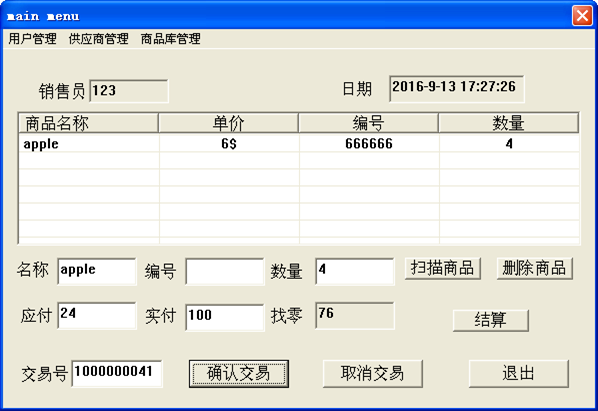 main menu
用户管理 供应商管理 商品库管理
销售员 123 日期 2016-9-13 17:27:26
商品名称 单价 编号 数量
apple 6$ 666666 4
名称 apple 编号 数量 4 扫描商品 删除商品
应付 24 实付 100 找零 76 结算
交易号 1000000041 确认交易 取消交易 退出